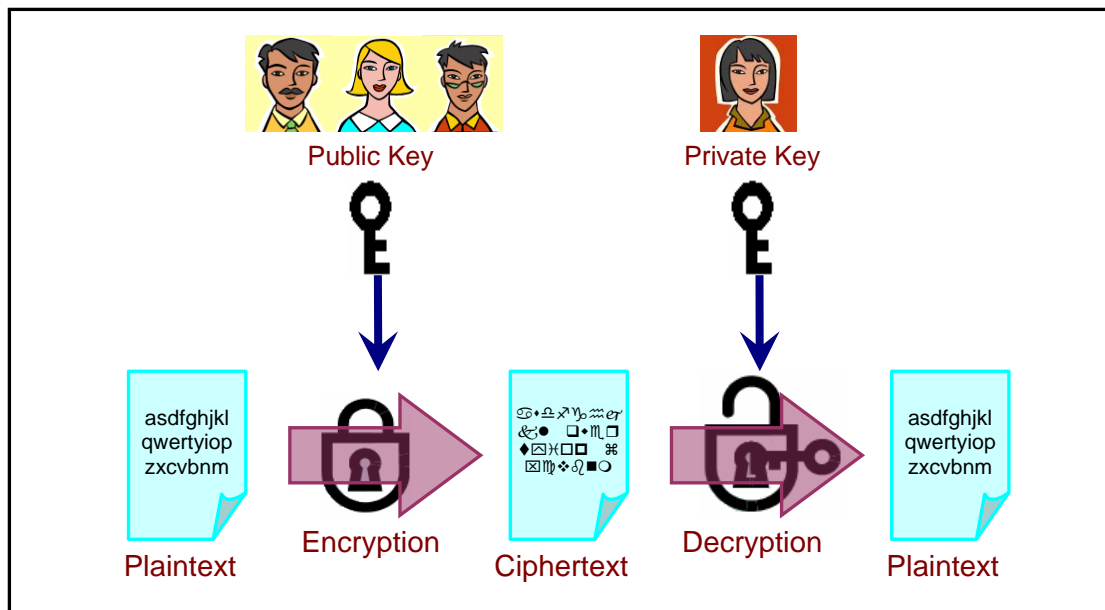 Public Key
Private Key
asdfghjkl
qwertyiop
zxcvbnm
♋⬧♎♐♑♒🙰
🙵● ❑⬥♏❒
⧫⍓♓□◻ ⌘
⌧♍❖♌■❍
asdfghjkl
qwertyiop
zxcvbnm
Plaintext
Encryption
Ciphertext
Decryption
Plaintext